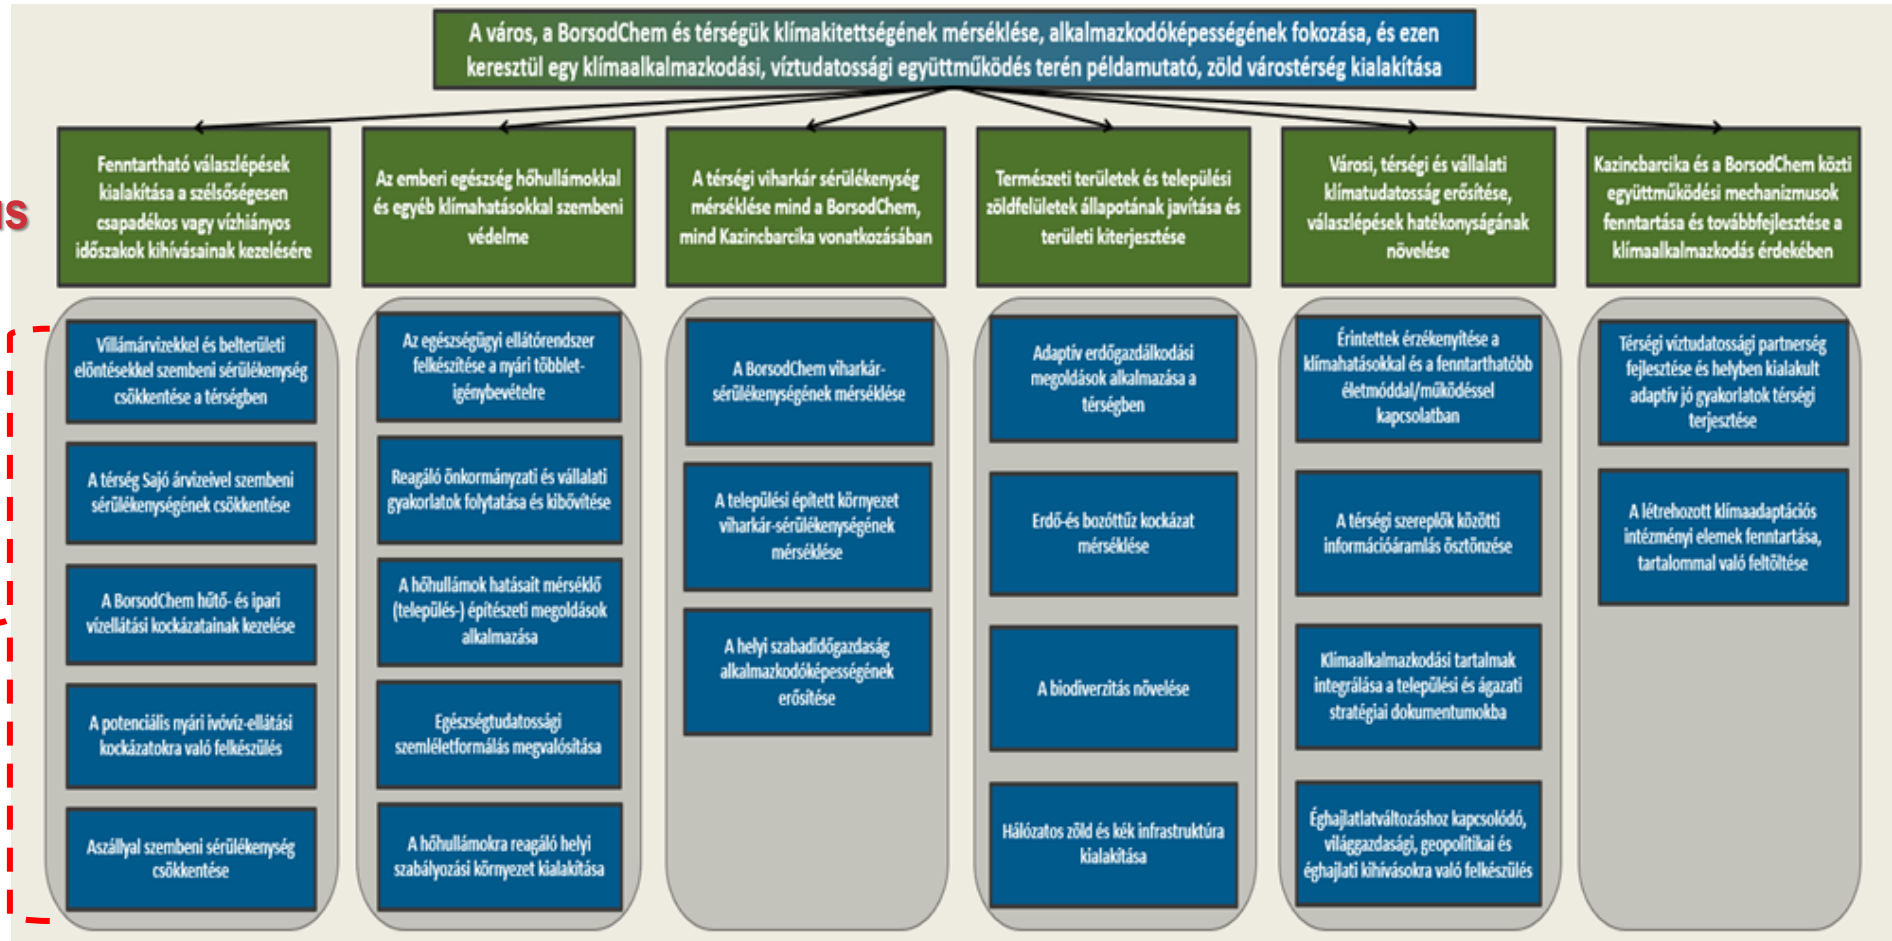 A város, a BorsodChem és térségük klímakitettségének mérséklése, alkalmazkodóképességének fokozása, és ezen
keresztül egy klímaalkalmazkodási, víztudatossági együttműködés terén példamutató, zöld várostérség kialakítása
Fenntartható válaszlépések
kialakítása a szélsőségesen
csapadékos vagy vízhiányos
időszakok kihívásainak kezelésére
Az emberi egészség hőhullámokkal
és egyéb klímahatásokkal szembeni
védelme
A térségi viharkár sérülékenység
mérséklése mind a BorsodChem,
mind Kazincbarcika vonatkozásában
Természeti területek és települési
zöldfelületek állapotának javítása és
területi kiterjesztése
Városi, térségi és vállalati
klímatudatosság erősítése,
válaszlépések hatékonyságának
növelése
Kazincbarcika és a BorsodChem közti
együttműködési mechanizmusok
fenntartása és továbbfejlesztése a
klímaalkalmazkodás érdekében
Villámárvizekkel és belterületi
elöntésekkel szembeni sérülékenység
csökkentése a térségben
A térség Sajó árvizeivel szembeni
sérülékenységének csökkentése
A BorsodChem hűtő- és ipari
vízellátási kockázatainak kezelése
A potenciális nyári ivóvíz-ellátási
kockázatokra való felkészülés
Aszállyal szembeni sérülékenység
csökkentése
Az egészségügyi ellátórendszer
felkészítése a nyári többlet-
igénybevételre
Reagáló önkormányzati és vállalati
gyakorlatok folytatása és kibővítése
A hőhullámok hatásait mérséklő
(település-) építészeti megoldások
alkalmazása
Egészségtudatossági
szemléletformálás megvalósítása
A hőhullámokra reagáló helyi
szabályozási környezet kialakítása
A BorsodChem viharkár-
sérülékenységének mérséklése
A települési épített környezet
viharkár-sérülékenységének
mérséklése
A helyi szabadidőgazdaság
alkalmazkodóképességének
erősítése
Adaptív erdőgazdálkodási
megoldások alkalmazása a
térségben
Erdő-és bozóttűz kockázat
mérséklése
A biodiverzitás növelése
Hálózatos zöld és kék infrastruktúra
kialakítása
Érintettek érzékenyítése a
klímahatásokkal és a fenntarthatóbb
életmóddal/működéssel
kapcsolatban
A térségi szereplők közötti
információáramlás ösztönzése
Klímaalkalmazkodási tartalmak
integrálása a települési és ágazati
stratégiai dokumentumokba
Éghajlatlatváltozáshoz kapcsolódó,
világgazdasági, geopolitikai és
éghajlati kihívásokra való felkészülés
Térségi víztudatossági partnerség
fejlesztése és helyben kialakult
adaptív jó gyakorlatok térségi
terjesztése
A létrehozott klímaadaptációs
intézményi elemek fenntartása,
tartalommal való feltöltése